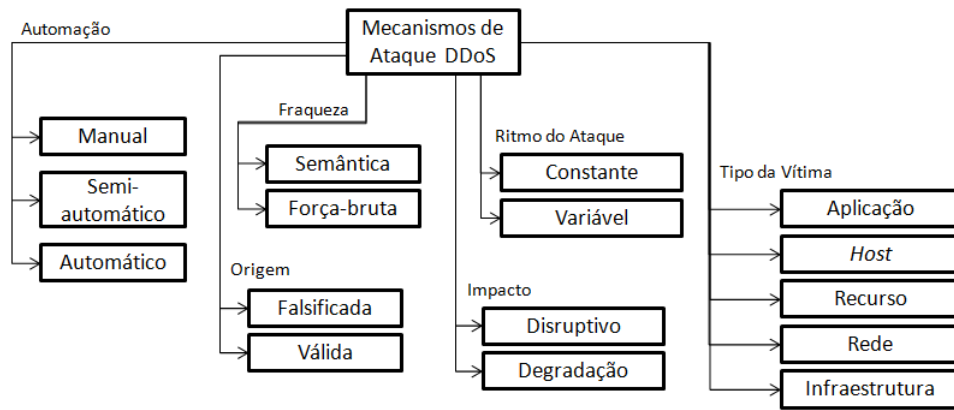 Mecanismos de
Ataque DDoS
Automação
Manual
Semi-
automático
Automático
Fraqueza
Semântica
Força-bruta
Origem
Falsificada
Válida
Ritmo do Ataque
Constante
Variável
Impacto
Disruptivo
Degradação
Tipo da Vítima
Aplicação
Host
Recurso
Rede
Infraestrutura